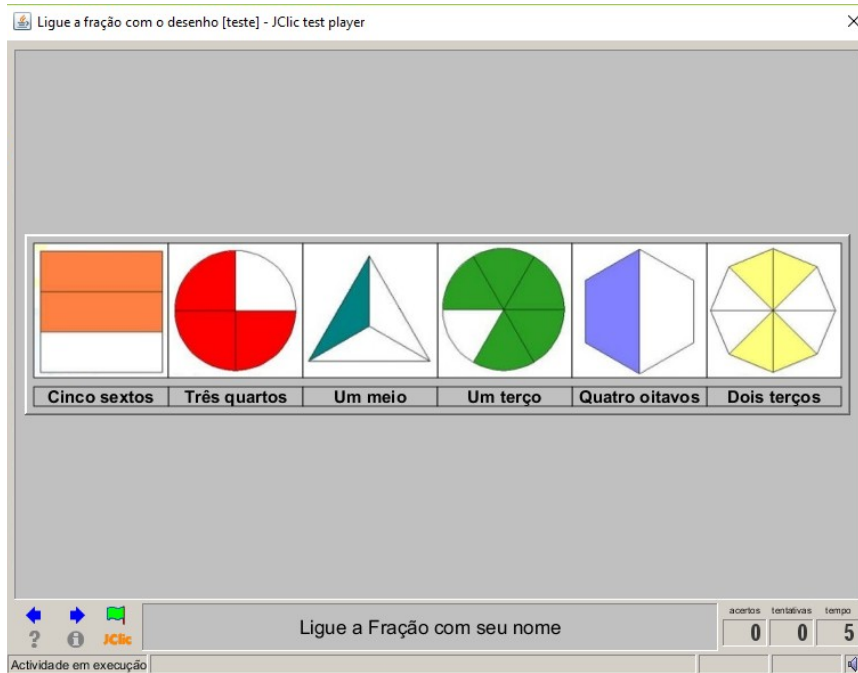 Ligue a fração com o desenho [teste] - JClic test player
Cinco sextos
Três quartos
Um meio
Um terço
Quatro oitavos
Dois terços
JClic
Ligue a Fração com seu nome
acertos tentativas tempo
0 0 5
Actividade em execução